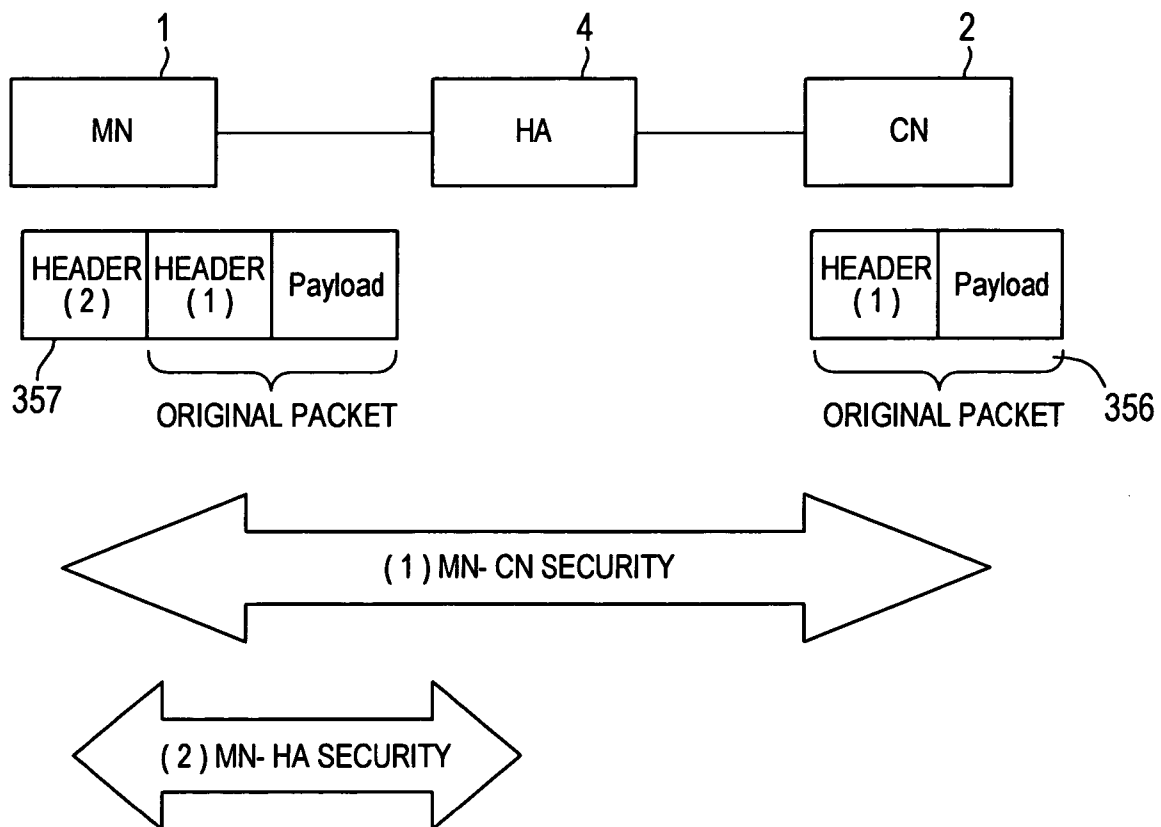 1
4
2
MN
HA
CN
HEADER
( 2 )
HEADER
( 1 )
Payload
HEADER
( 1 )
Payload
357
ORIGINAL PACKET
ORIGINAL PACKET
356
( 1 ) MN- CN SECURITY
( 2 ) MN- HA SECURITY